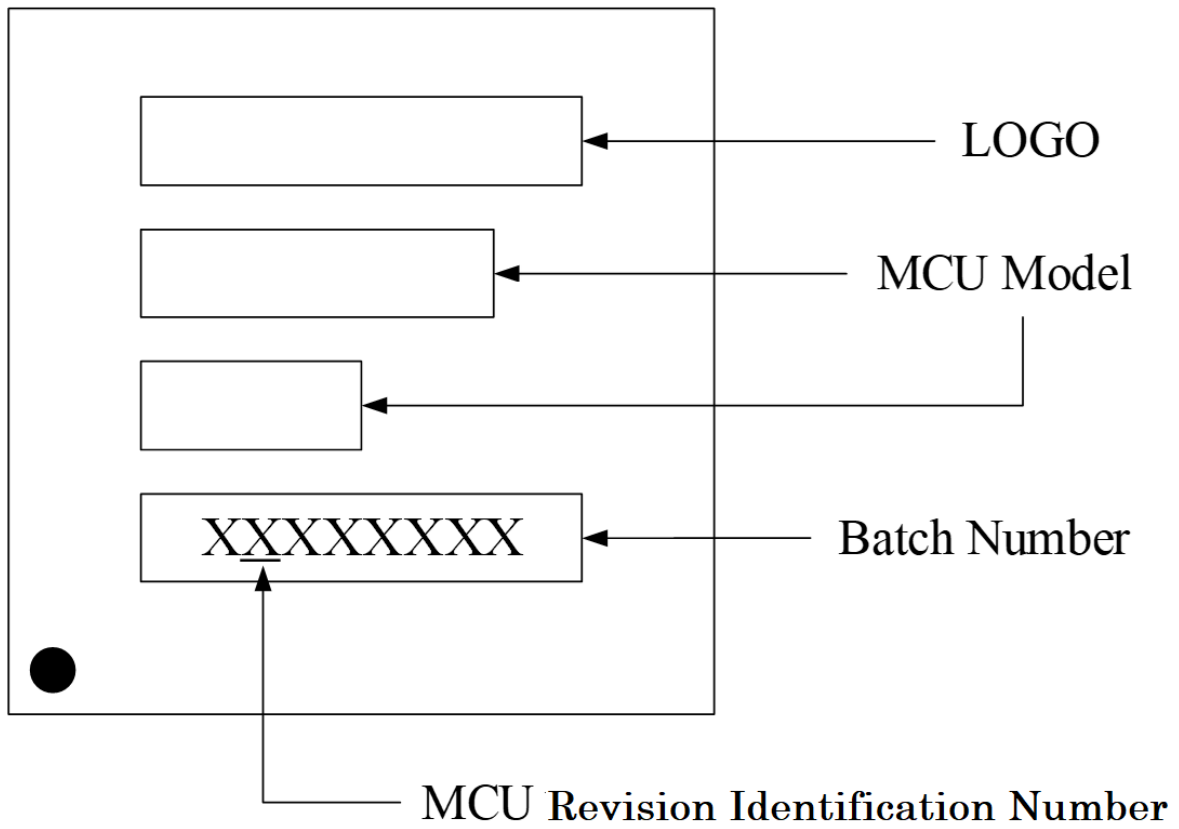 LOGO
MCU Model
XXXXXXXX
Batch Number
MCU Revision Identification Number